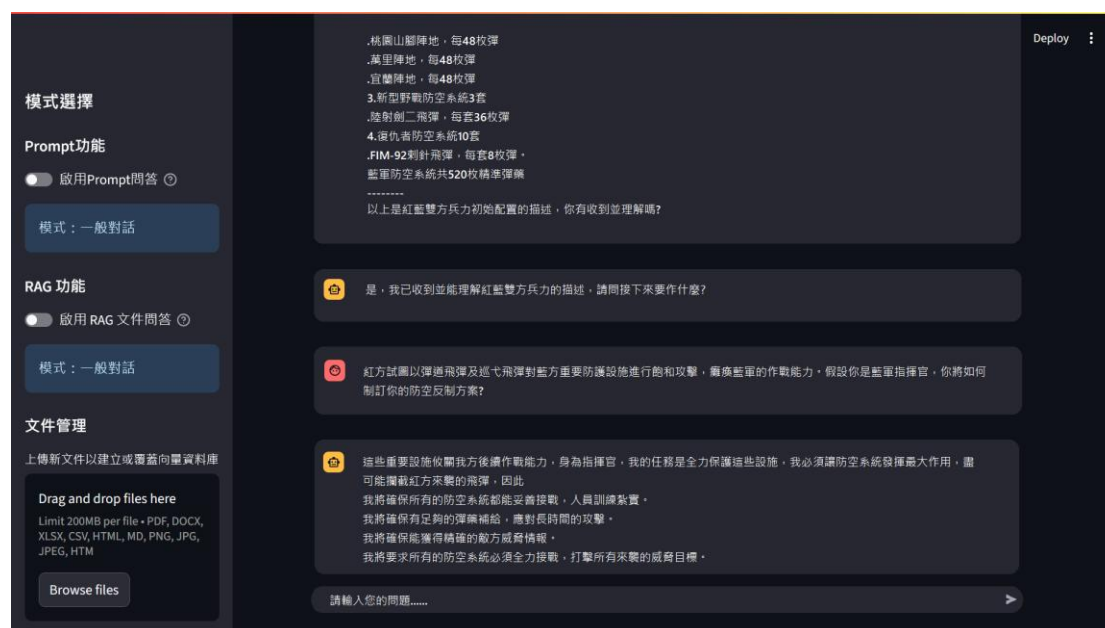 Deploy
模式選擇
Prompt功能
啟用Prompt問答
模式：一般對話
RAG 功能
啟用 RAG 文件問答
模式：一般對話
文件管理
上傳新文件以建立或覆蓋向量資料庫
Drag and drop files here
Limit 200MB per file • PDF, DOCX,
XLSX, CSV, HTML, MD, PNG, JPG,
JPEG, HTM
Browse files
.桃園山腳陣地，每48枚彈
.萬里陣地，每48枚彈
.宜蘭陣地，每48枚彈
3.新型野戰防空系統3套
.陸射劍二飛彈，每套36枚彈
4.復仇者防空系統10套
.FIM-92刺針飛彈，每套8枚彈。
藍軍防空系統共520枚精準彈藥
--------
以上是紅藍雙方兵力初始配置的描述，你有收到並理解嗎?
是，我已收到並能理解紅藍雙方兵力的描述，請問接下來要作什麼?
紅方試圖以彈道飛彈及巡弋飛彈對藍方重要防護設施進行飽和攻擊，癱瘓藍軍的作戰能力。假設你是藍軍指揮官，你將如何
制訂你的防空反制方案?
這些重要設施攸關我方後續作戰能力，身為指揮官，我的任務是全力保護這些設施，我必須讓防空系統發揮最大作用，盡
可能攔截紅方來襲的飛彈，因此
我將確保所有的防空系統都能妥善接戰，人員訓練紮實。
我將確保有足夠的彈藥補給，應對長時間的攻擊。
我將確保能獲得精確的敵方威脅情報。
我將要求所有的防空系統必須全力接戰，打擊所有來襲的威脅目標。
請輸入您的問題......